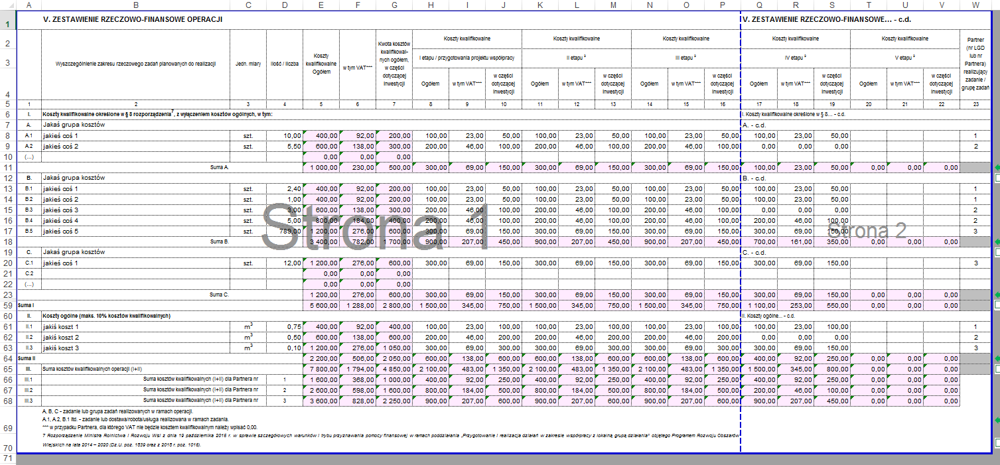 A B C D E F G H I J K L M N O P Q R S T U V W
1 V. ZESTAWIENIE RZECZOWO-FINANSOWE OPERACJI V. ZESTAWIENIE RZECZOWO-FINANSOWE... - c.d.
2 Wyszczególnienie zakresu rzeczowego zadań planowanych do realizacji Jedn. miary Ilość / liczba Koszty kwalifikowalne Ogółem w tym VAT*** Kwota kosztów kwalifikowal-nych ogółem, w części dotyczącej inwestycji Koszty kwalifikowalne Koszty kwalifikowalne Koszty kwalifikowalne Koszty kwalifikowalne Koszty kwalifikowalne Partner (nr LGD lub nr Partnera) realizujący zadanie / grupę zadań
3 I etapu / przygotowania projektu współpracy II etapu ⁹ III etapu ⁹ IV etapu ⁹ V etapu ⁹
4 Ogółem w tym VAT*** w części dotyczącej inwestycji Ogółem w tym VAT*** w części dotyczącej inwestycji Ogółem w tym VAT*** w części dotyczącej inwestycji Ogółem w tym VAT*** w części dotyczącej inwestycji Ogółem w tym VAT*** w części dotyczącej inwestycji
5 1 2 3 4 5 6 7 8 9 10 11 12 13 14 15 16 17 18 19 20 21 22 23
6 I. Koszty kwalifikowalne określone w § 8 rozporządzenia⁷, z wyłączeniem kosztów ogólnych, w tym: I. Koszty kwalifikowalne określone w § 8... - c.d.
7 A. Jakaś grupa kosztów A. - c.d.
8 A.1 jakieś coś 1 szt. 10,00 400,00 92,00 200,00 100,00 23,00 50,00 100,00 23,00 50,00 100,00 23,00 50,00 100,00 23,00 50,00 1
9 A.2 jakieś coś 2 szt. 5,50 600,00 138,00 300,00 200,00 46,00 100,00 200,00 46,00 100,00 200,00 46,00 100,00 0,00 0,00 0,00 2
10 (...) 0,00 0,00 0,00
11 Suma A. 1 000,00 230,00 500,00 300,00 69,00 150,00 300,00 69,00 150,00 300,00 69,00 150,00 100,00 23,00 50,00 0,00 0,00 0,00
12 B. Jakaś grupa kosztów B. - c.d.
13 B.1 jakieś coś 1 szt. 2,40 400,00 92,00 200,00 100,00 23,00 50,00 100,00 23,00 50,00 100,00 23,00 50,00 100,00 23,00 50,00 1
14 B.2 jakieś coś 2 szt. 1,00 400,00 92,00 200,00 100,00 23,00 50,00 100,00 23,00 50,00 100,00 23,00 50,00 100,00 23,00 50,00 1
15 B.3 jakieś coś 3 szt. 3,00 600,00 138,00 300,00 200,00 46,00 100,00 200,00 46,00 100,00 200,00 46,00 100,00 0,00 0,00 0,00 2
16 B.4 jakieś coś 4 szt. 5,00 800,00 184,00 400,00 200,00 46,00 100,00 200,00 46,00 100,00 200,00 46,00 100,00 200,00 46,00 100,00 2
17 B.5 jakieś coś 5 szt. 789,00 1 200,00 276,00 600,00 300,00 69,00 150,00 300,00 69,00 150,00 300,00 69,00 150,00 300,00 69,00 150,00 3
Strona 1 Strona 2
18 Suma B. 3 400,00 782,00 1 700,00 900,00 207,00 450,00 900,00 207,00 450,00 900,00 207,00 450,00 700,00 161,00 350,00 0,00 0,00 0,00
19 C. Jakaś grupa kosztów C. - c.d.
20 C.1 jakieś coś 1 szt. 12,00 1 200,00 276,00 600,00 300,00 69,00 150,00 300,00 69,00 150,00 300,00 69,00 150,00 300,00 69,00 150,00 3
21 C.2 0,00 0,00 0,00
22 (...) 0,00 0,00 0,00
23 Suma C. 1 200,00 276,00 600,00 300,00 69,00 150,00 300,00 69,00 150,00 300,00 69,00 150,00 300,00 69,00 150,00 0,00 0,00 0,00
59 Suma I 5 600,00 1 288,00 2 800,00 1 500,00 345,00 750,00 1 500,00 345,00 750,00 1 500,00 345,00 750,00 1 100,00 253,00 550,00 0,00 0,00 0,00
60 II. Koszty ogólne (maks. 10% kosztów kwalifikowalnych) II. Koszty ogólne... - c.d.
61 II.1 jakiś koszt 1 m³ 0,75 400,00 92,00 400,00 100,00 23,00 100,00 100,00 23,00 100,00 100,00 23,00 100,00 100,00 23,00 100,00 1
62 II.2 jakiś koszt 2 m³ 0,50 600,00 138,00 600,00 200,00 46,00 200,00 200,00 46,00 200,00 200,00 46,00 200,00 0,00 0,00 0,00 2
63 II.3 jakiś koszt 3 m³ 0,10 1 200,00 276,00 1 050,00 300,00 69,00 300,00 300,00 69,00 300,00 300,00 69,00 300,00 300,00 69,00 150,00 3
64 Suma II 2 200,00 506,00 2 050,00 600,00 138,00 600,00 600,00 138,00 600,00 600,00 138,00 600,00 400,00 92,00 250,00 0,00 0,00 0,00
65 III. Suma kosztów kwalifikowalnych operacji (I+II) 7 800,00 1 794,00 4 850,00 2 100,00 483,00 1 350,00 2 100,00 483,00 1 350,00 2 100,00 483,00 1 350,00 1 500,00 345,00 800,00 0,00 0,00 0,00
66 III.1 Suma kosztów kwalifikowalnych (I+II) dla Partnera nr 1 1 600,00 368,00 1 000,00 400,00 92,00 250,00 400,00 92,00 250,00 400,00 92,00 250,00 400,00 92,00 250,00 0,00 0,00 0,00
67 III.2 Suma kosztów kwalifikowalnych (I+II) dla Partnera nr 2 2 600,00 598,00 1 600,00 800,00 184,00 500,00 800,00 184,00 500,00 800,00 184,00 500,00 200,00 46,00 100,00 0,00 0,00 0,00
68 III.3 Suma kosztów kwalifikowalnych (I+II) dla Partnera nr 3 3 600,00 828,00 2 250,00 900,00 207,00 600,00 900,00 207,00 600,00 900,00 207,00 600,00 900,00 207,00 450,00 0,00 0,00 0,00
A, B, C - zadanie lub grupa zadań realizowanych w ramach operacji.
A.1, A.2, B.1 itd. - zadanie lub dostawa/robota/usługa realizowana w ramach zadania.
69 *** w przypadku Partnera, dla którego VAT nie będzie kosztem kwalifikowalnym należy wpisać 0,00.
7 Rozporządzenie Ministra Rolnictwa i Rozwoju Wsi z dnia 19 października 2015 r. w sprawie szczegółowych warunków i trybu przyznawania pomocy finansowej w ramach poddziałania „Przygotowanie i realizacja działań w zakresie współpracy z lokalną grupą działania" objętego Programem Rozwoju Obszarów
70 Wiejskich na lata 2014 – 2020 (Dz.U. poz. 1839 oraz z 2016 r. poz. 1015).
71